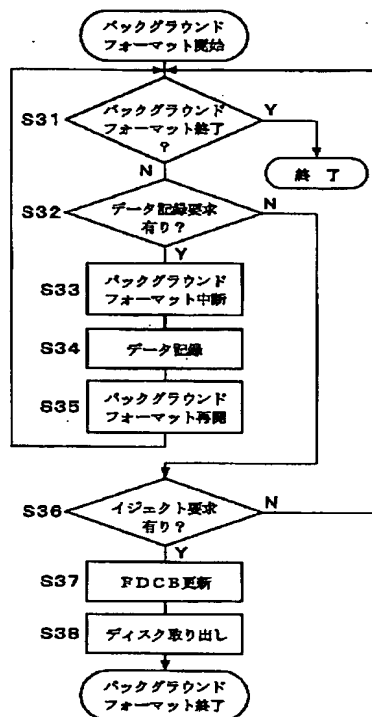 バックグラウンド
フォーマット開始
S31
バックグラウンド
フォーマット終了
?
Y
N
終 了
S32
データ記録要求
有り?
N
Y
S33
バックグラウンド
フォーマット中断
S34
データ記録
S35
バックグラウンド
フォーマット再開
S36
イジェクト要求
有り?
N
Y
S37
FDCB更新
S38
ディスク取り出し
バックグラウンド
フォーマット終了